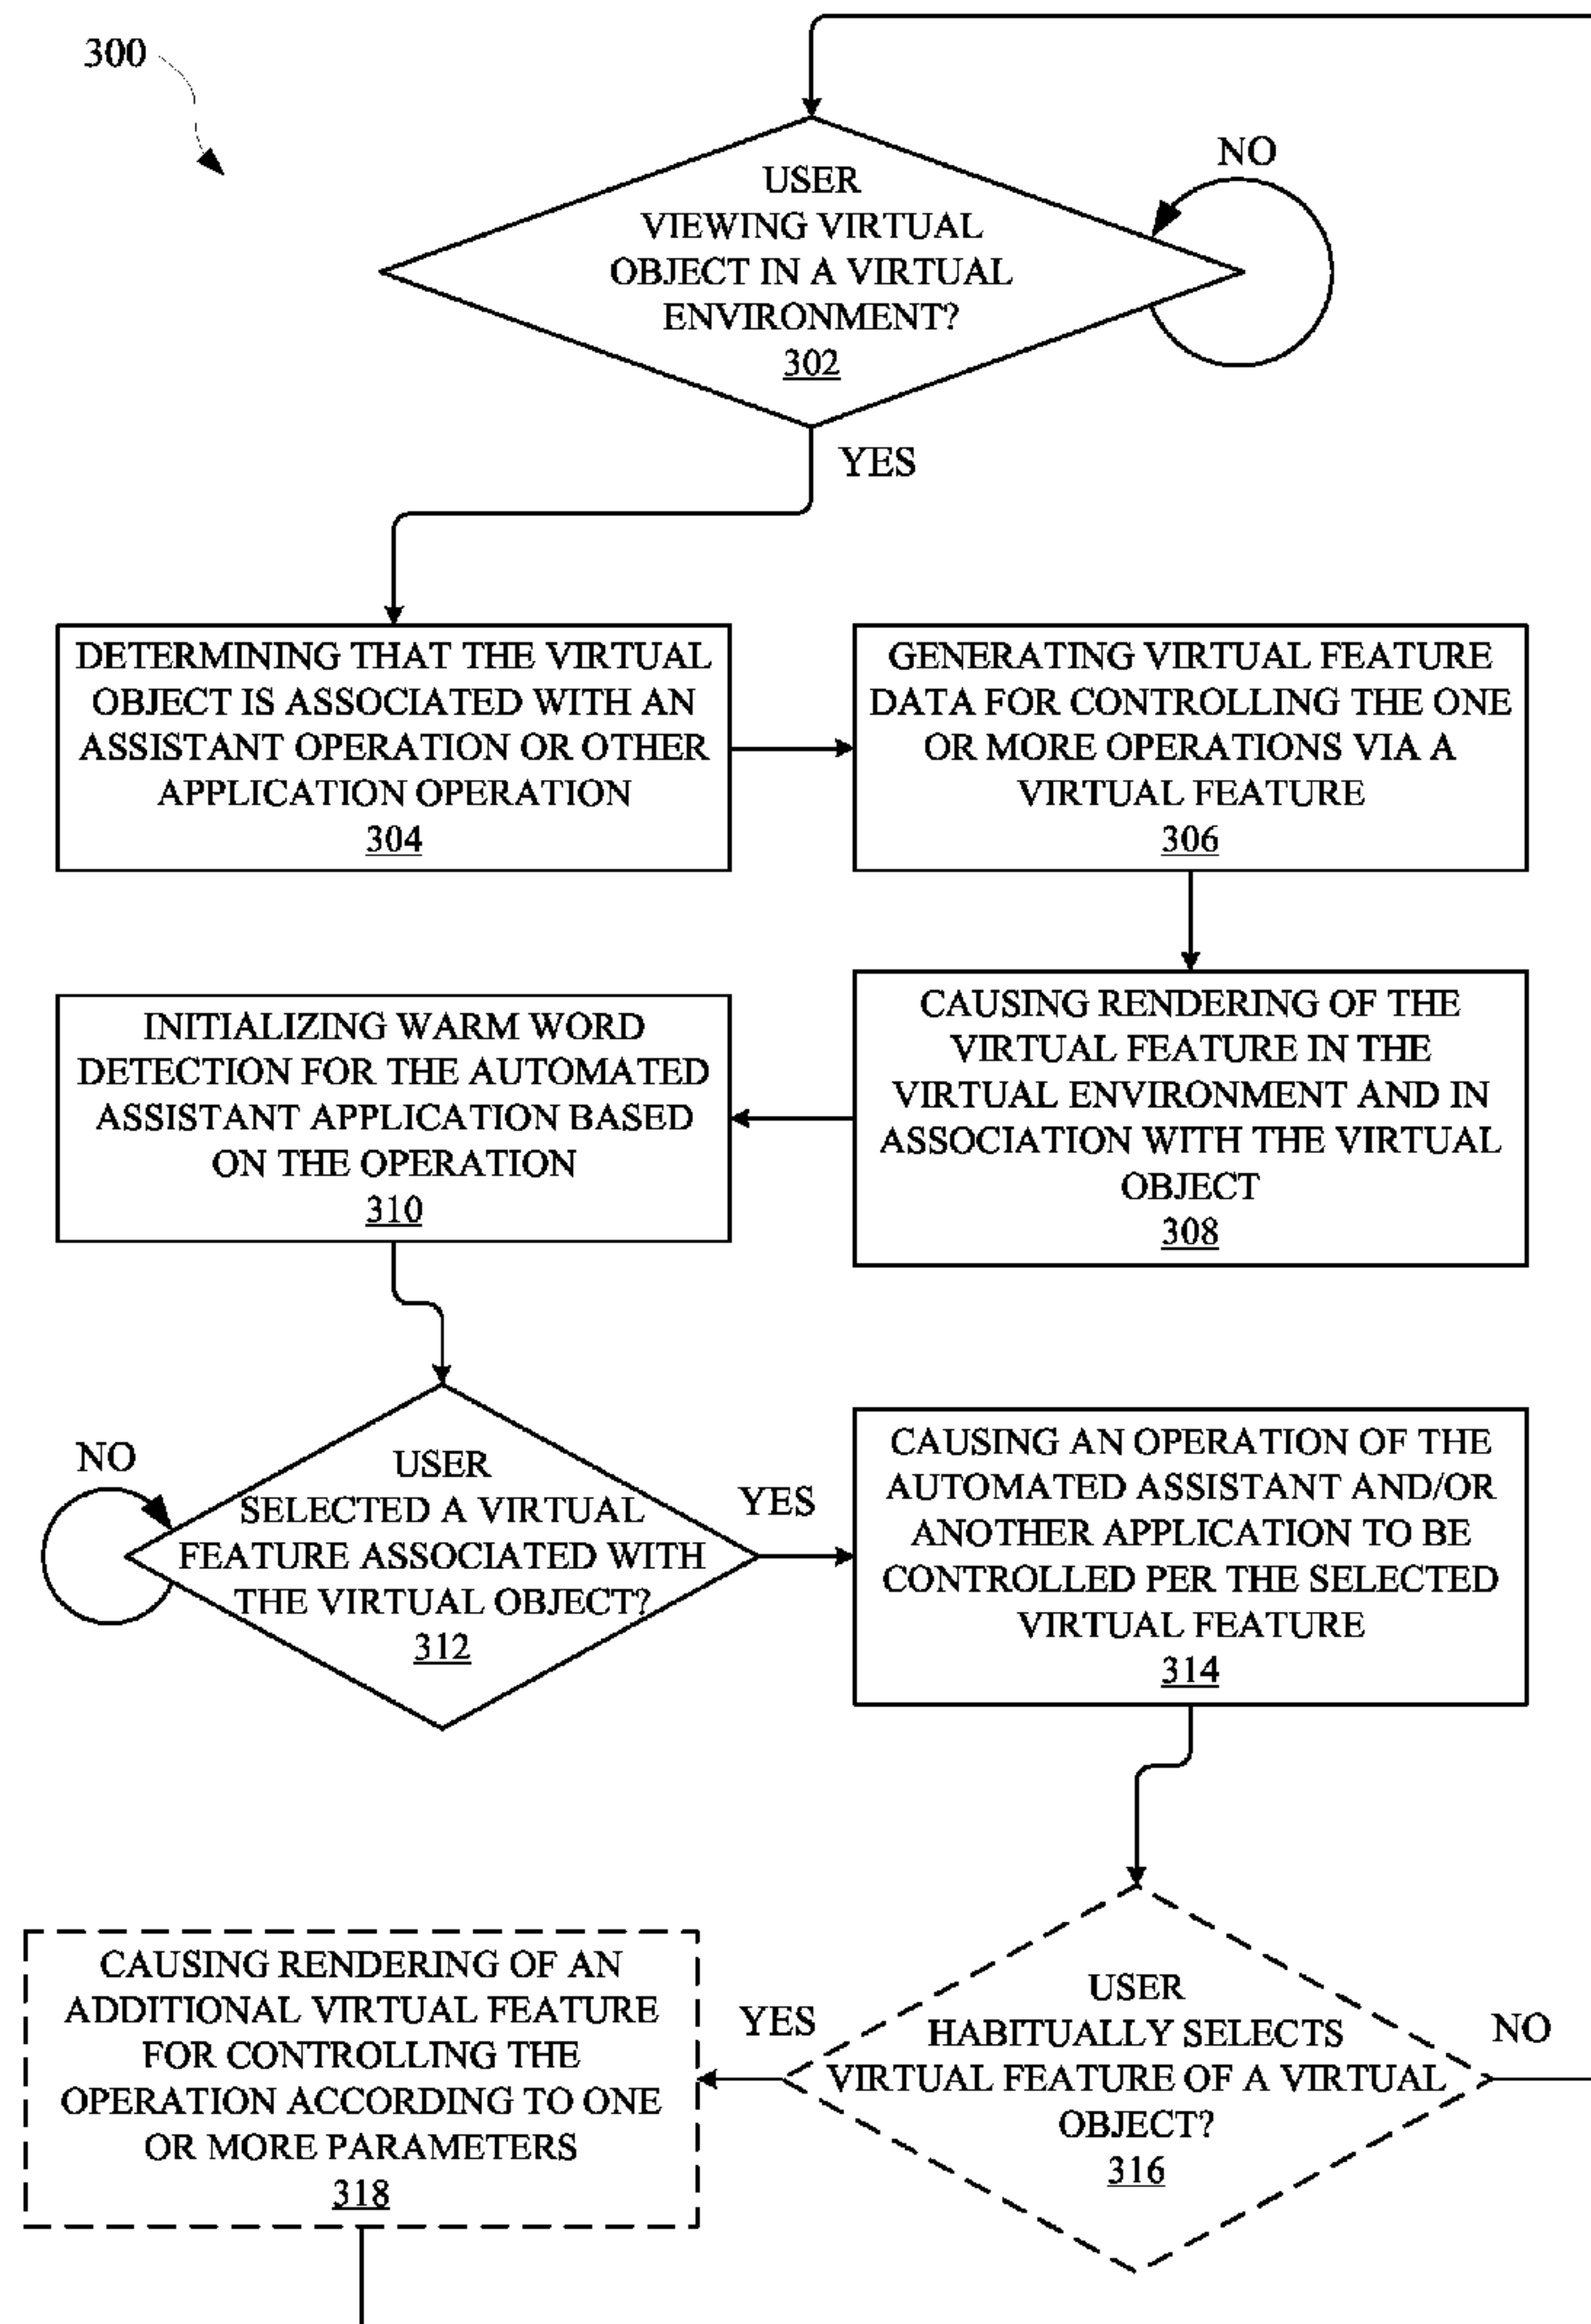 300
USER
VIEWING VIRTUAL
OBJECT IN A VIRTUAL
ENVIRONMENT?
302
NO
YES
DETERMINING THAT THE VIRTUAL
OBJECT IS ASSOCIATED WITH AN
ASSISTANT OPERATION OR OTHER
APPLICATION OPERATION
304
GENERATING VIRTUAL FEATURE
DATA FOR CONTROLLING THE ONE
OR MORE OPERATIONS VIA A
VIRTUAL FEATURE
306
CAUSING RENDERING OF THE
VIRTUAL FEATURE IN THE
VIRTUAL ENVIRONMENT AND IN
ASSOCIATION WITH THE VIRTUAL
OBJECT
308
INITIALIZING WARM WORD
DETECTION FOR THE AUTOMATED
ASSISTANT APPLICATION BASED
ON THE OPERATION
310
NO
USER
SELECTED A VIRTUAL
FEATURE ASSOCIATED WITH
THE VIRTUAL OBJECT?
312
YES
CAUSING AN OPERATION OF THE
AUTOMATED ASSISTANT AND/OR
ANOTHER APPLICATION TO BE
CONTROLLED PER THE SELECTED
VIRTUAL FEATURE
314
USER
HABITUALLY SELECTS
VIRTUAL FEATURE OF A VIRTUAL
OBJECT?
316
NO
YES
CAUSING RENDERING OF AN
ADDITIONAL VIRTUAL FEATURE
FOR CONTROLLING THE
OPERATION ACCORDING TO ONE
OR MORE PARAMETERS
318